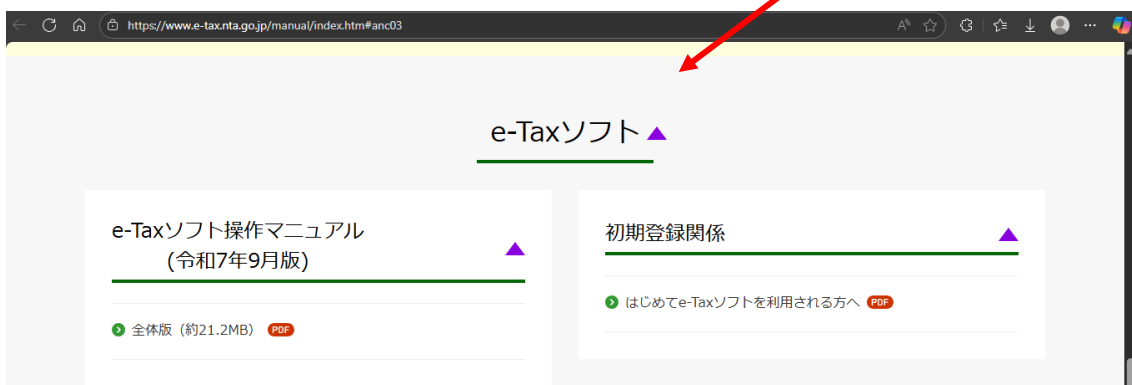 https://www.e-tax.nta.go.jp/manual/index.htm#anc03
e-Taxソフト▲
e-Taxソフト操作マニュアル
(令和7年9月版)
▲
全体版（約21.2MB） PDF
初期登録関係 ▲
はじめてe-Taxソフトを利用される方へ PDF